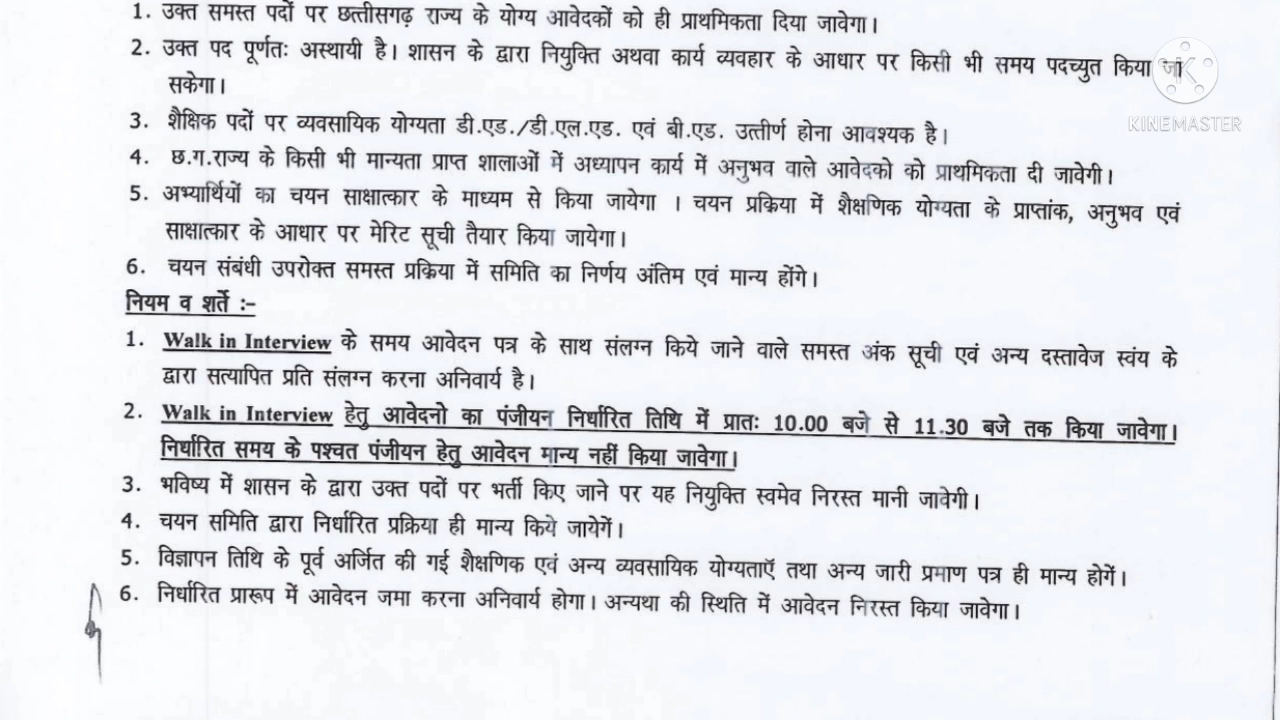 1. उक्त समस्त पदों पर छत्तीसगढ़ राज्य के योग्य आवेदकों को ही प्राथमिकता दिया जावेगा।
2. उक्त पद पूर्णतः अस्थायी है। शासन के द्वारा नियुक्ति अथवा कार्य व्यवहार के आधार पर किसी भी समय पदच्युत किया जा
सकेगा।
3. शैक्षिक पदों पर व्यवसायिक योग्यता डी.एड./डी.एल.एड. एवं बी.एड. उत्तीर्ण होना आवश्यक है।
4. छ.ग.राज्य के किसी भी मान्यता प्राप्त शालाओं में अध्यापन कार्य में अनुभव वाले आवेदको को प्राथमिकता दी जावेगी।
5. अभ्यार्थियों का चयन साक्षात्कार के माध्यम से किया जायेगा । चयन प्रक्रिया में शैक्षणिक योग्यता के प्राप्तांक, अनुभव एवं
साक्षात्कार के आधार पर मेरिट सूची तैयार किया जायेगा।
6. चयन संबंधी उपरोक्त समस्त प्रक्रिया में समिति का निर्णय अंतिम एवं मान्य होंगे।
नियम व शर्ते :-
1. Walk in Interview के समय आवेदन पत्र के साथ संलग्न किये जाने वाले समस्त अंक सूची एवं अन्य दस्तावेज स्वंय के
द्वारा सत्यापित प्रति संलग्न करना अनिवार्य है।
2. Walk in Interview हेतु आवेदनो का पंजीयन निर्धारित तिथि में प्रातः 10.00 बजे से 11.30 बजे तक किया जावेगा।
निर्धारित समय के पश्चत पंजीयन हेतु आवेदन मान्य नहीं किया जावेगा।
3. भविष्य में शासन के द्वारा उक्त पदों पर भर्ती किए जाने पर यह नियुक्ति स्वमेव निरस्त मानी जावेगी।
4. चयन समिति द्वारा निर्धारित प्रक्रिया ही मान्य किये जायेगें।
5. विज्ञापन तिथि के पूर्व अर्जित की गई शैक्षणिक एवं अन्य व्यवसायिक योग्यताऍ तथा अन्य जारी प्रमाण पत्र ही मान्य होगें।
6. निर्धारित प्रारूप में आवेदन जमा करना अनिवार्य होगा। अन्यथा की स्थिति में आवेदन निरस्त किया जावेगा।
K
KINEMASTER